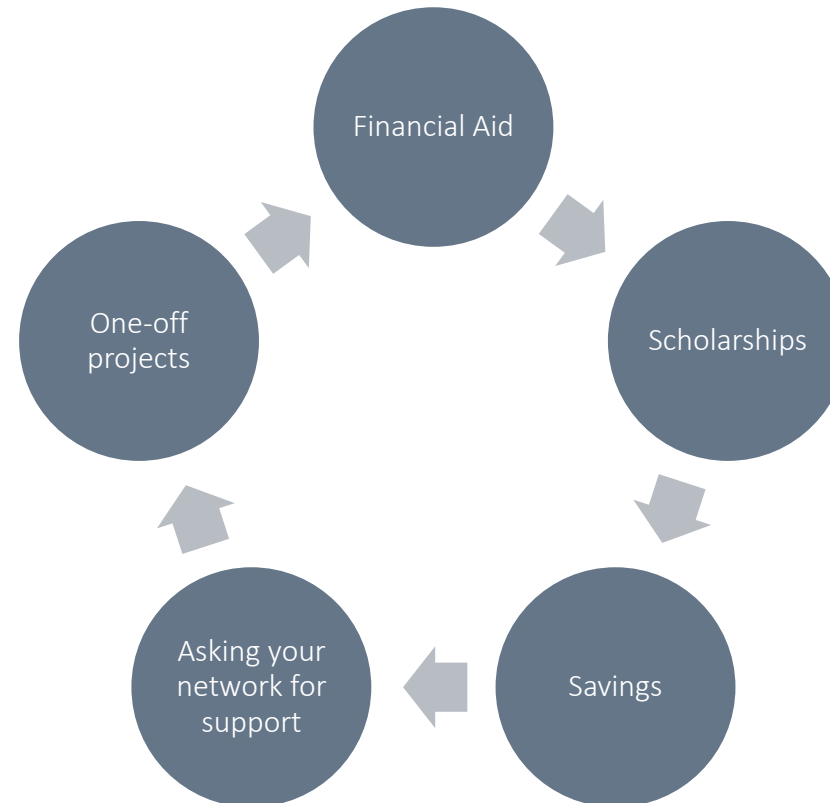 Financial Aid
Scholarships
Savings
Asking your
network for
support
One-off
projects